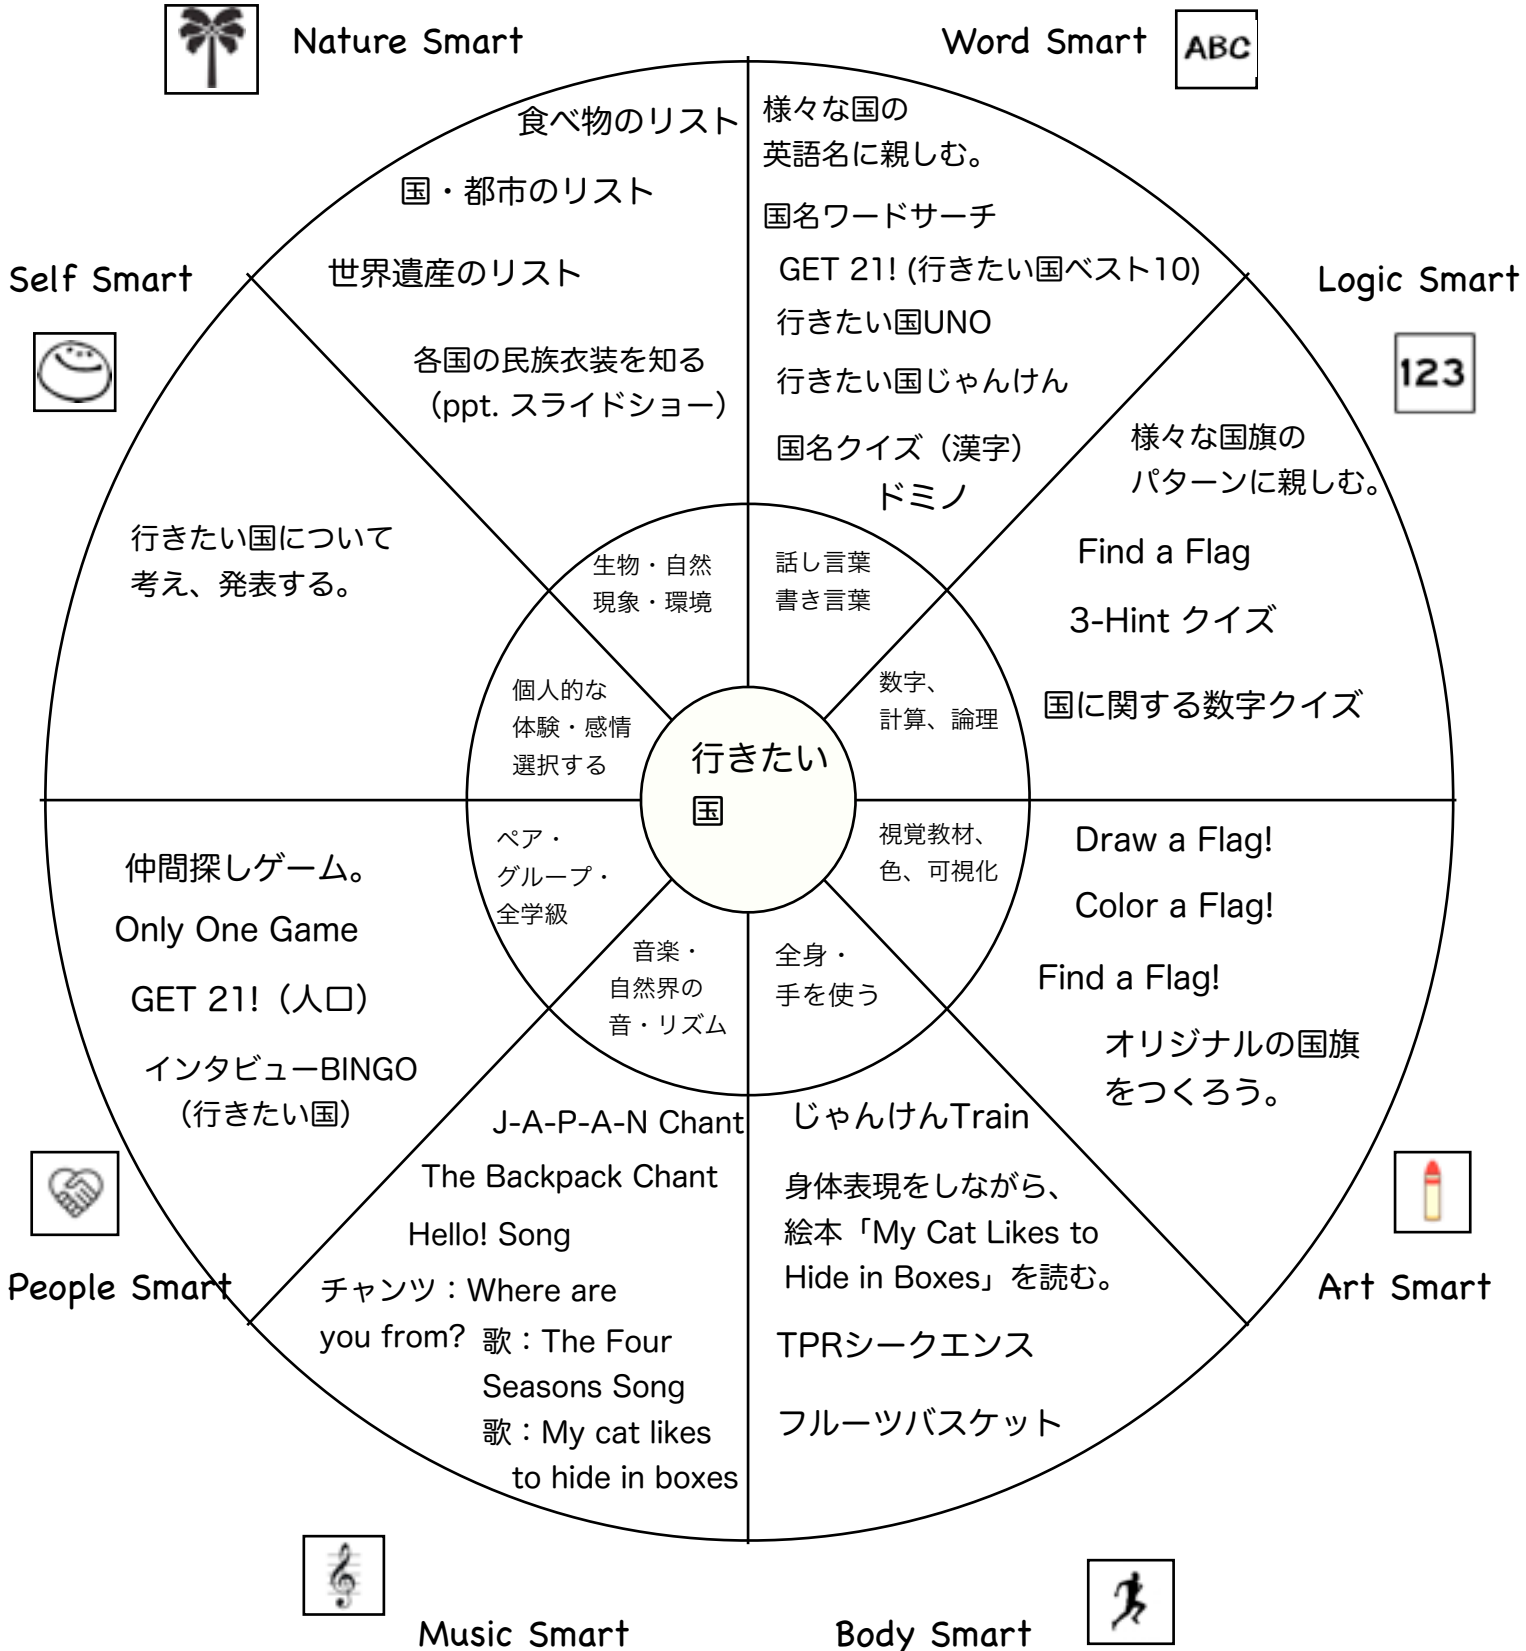 Nature Smart
Word Smart
ABC
食べ物のリスト
国・都市のリスト
世界遺産のリスト
各国の民族衣装を知る
（ppt. スライドショー）
様々な国の
英語名に親しむ。
国名ワードサーチ
GET 21! (行きたい国ベスト10)
行きたい国UNO
行きたい国じゃんけん
国名クイズ（漢字）
ドミノ
Self Smart
Logic Smart
123
行きたい国について
考え、発表する。
様々な国旗の
パターンに親しむ。
Find a Flag
3-Hint クイズ
国に関する数字クイズ
生物・自然
現象・環境
話し言葉
書き言葉
個人的な
体験・感情
選択する
数字、
計算、論理
行きたい
国
ペア・
グループ・
全学級
視覚教材、
色、可視化
音楽・
自然界の
音・リズム
全身・
手を使う
仲間探しゲーム。
Only One Game
GET 21!（人口）
インタビューBINGO
（行きたい国）
Draw a Flag!
Color a Flag!
Find a Flag!
オリジナルの国旗
をつくろう。
People Smart
Art Smart
J-A-P-A-N Chant
The Backpack Chant
Hello! Song
チャンツ：Where are
you from?
歌：The Four
Seasons Song
歌：My cat likes
to hide in boxes
じゃんけんTrain
身体表現をしながら、
絵本「My Cat Likes to
Hide in Boxes」を読む。
TPRシークエンス
フルーツバスケット
Music Smart
Body Smart